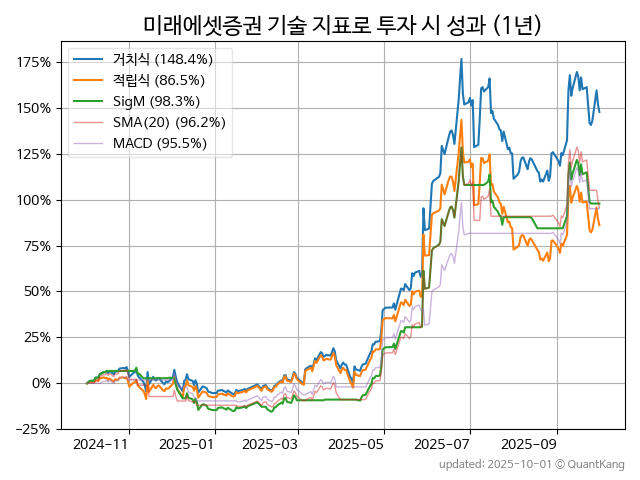 미래에셋증권 기술 지표로 투자 시 성과 (1년)
175%
150%
125%
100%
75%
50%
25%
0%
−25%
거치식 (148.4%)
적립식 (86.5%)
SigM (98.3%)
SMA(20) (96.2%)
MACD (95.5%)
2024-11 2025-01 2025-03 2025-05 2025-07 2025-09
updated: 2025-10-01 © QuantKang